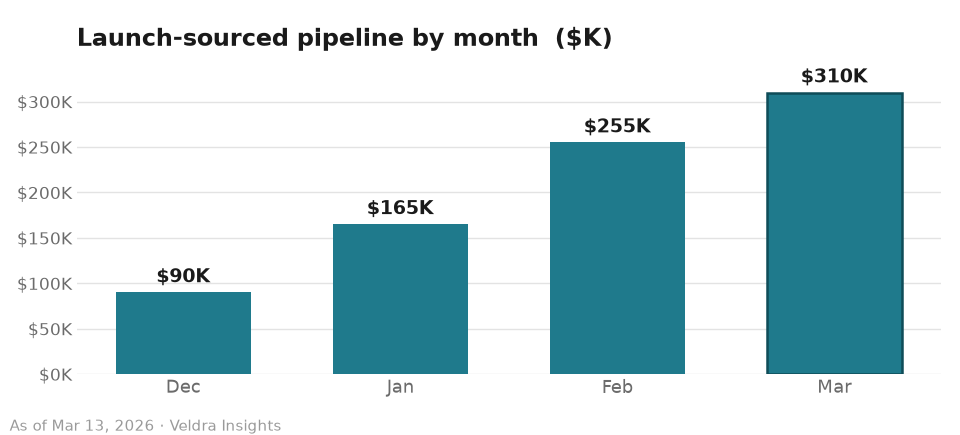 Launch-sourced pipeline by month  ($K)
$310K
$300K
$255K
$250K
$200K
$165K
$150K
$90K
$100K
$50K
$0K
Dec Jan Feb Mar
As of Mar 13, 2026 · Veldra Insights